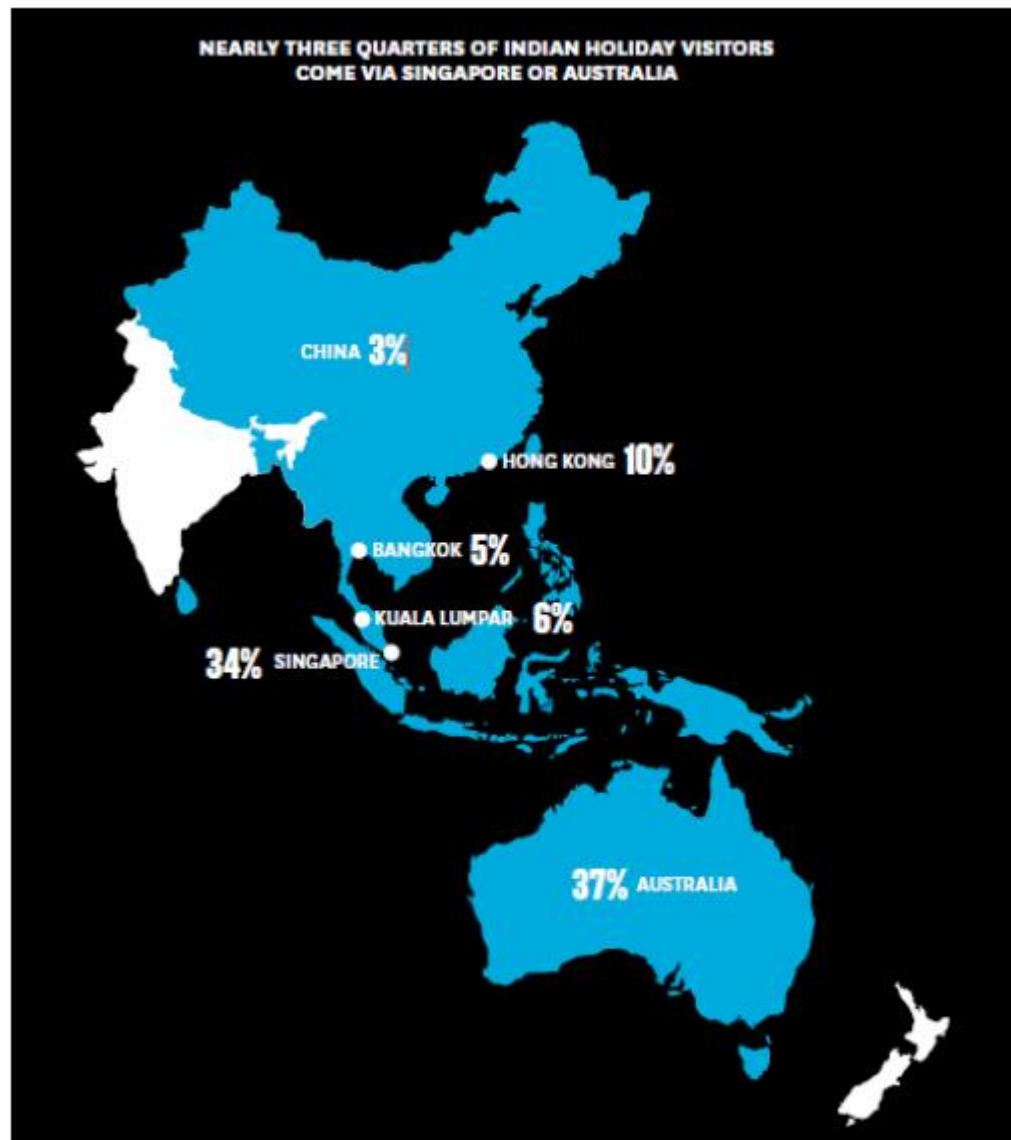 NEARLY THREE QUARTERS OF INDIAN HOLIDAY VISITORS
COME VIA SINGAPORE OR AUSTRALIA
CHINA 3%
HONG KONG 10%
BANGKOK 5%
KUALA LUMPAR 6%
34% SINGAPORE
37% AUSTRALIA